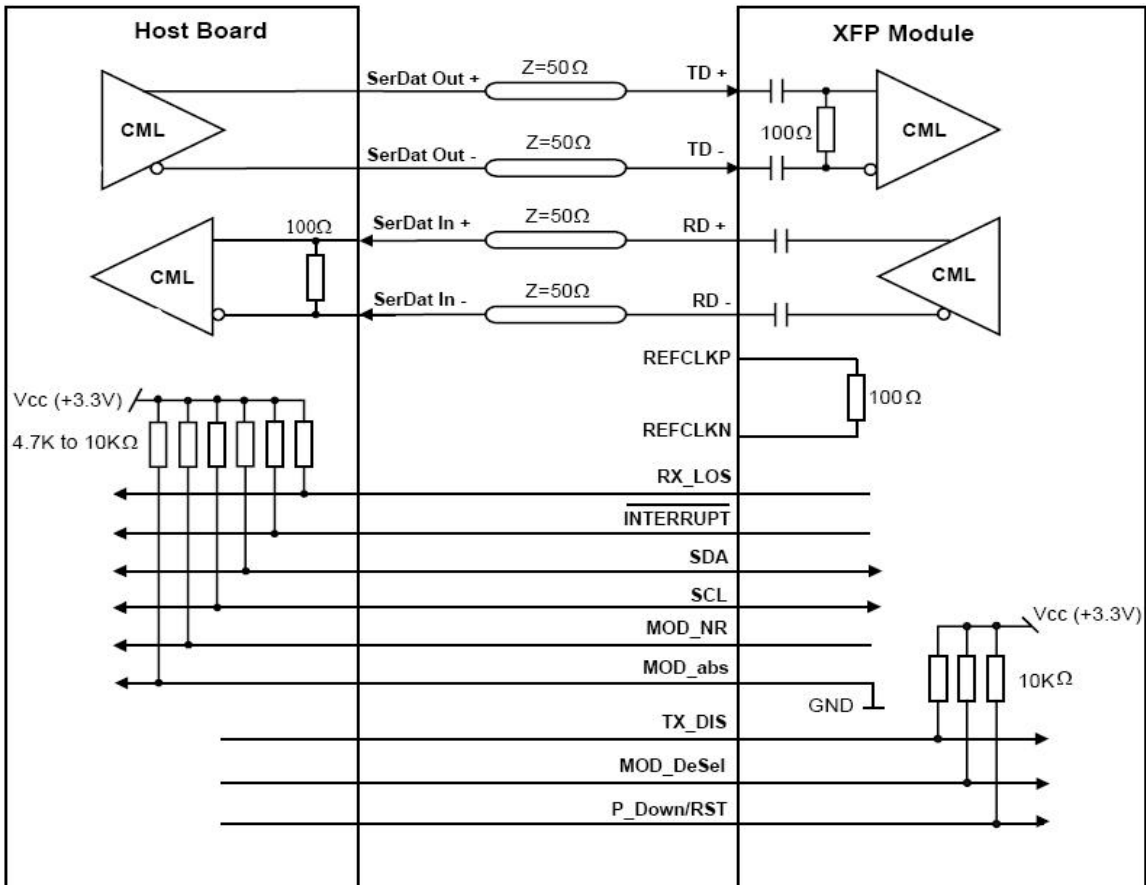 Host Board
XFP Module
SerDat Out +
Z=50Ω
TD +
CML
100Ω
CML
SerDat Out -
Z=50Ω
TD -
100Ω
SerDat In +
Z=50Ω
RD +
CML
CML
SerDat In -
Z=50Ω
RD -
REFCLKP
100Ω
REFCLKN
Vcc (+3.3V)
4.7K to 10KΩ
RX_LOS
INTERRUPT
SDA
SCL
Vcc (+3.3V)
MOD_NR
MOD_abs
10KΩ
GND
TX_DIS
MOD_DeSel
P_Down/RST